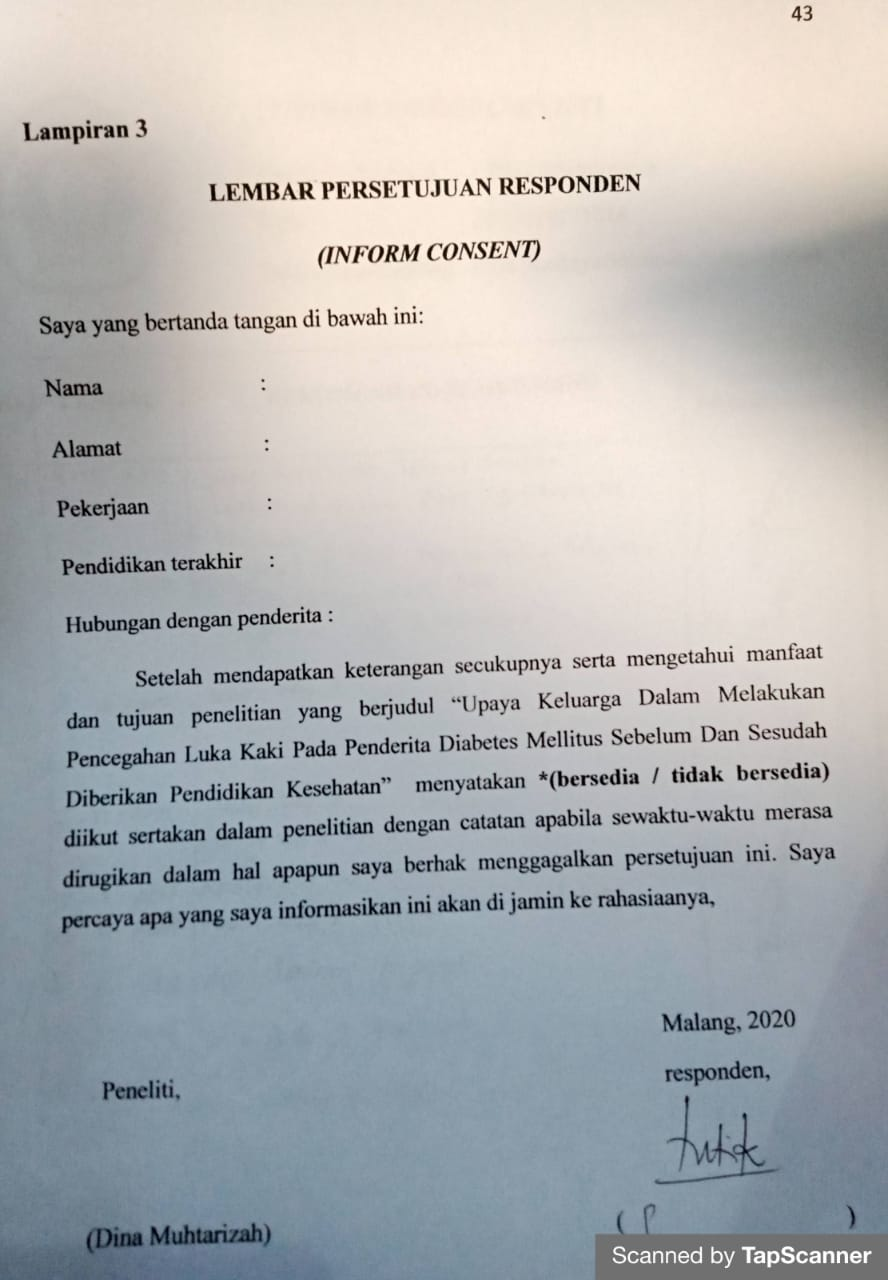 43
Lampiran 3
LEMBAR PERSETUJUAN RESPONDEN
(INFORM CONSENT)
Saya yang bertanda tangan di bawah ini:
Nama :
Alamat :
Pekerjaan :
Pendidikan terakhir :
Hubungan dengan penderita :
Setelah mendapatkan keterangan secukupnya serta mengetahui manfaat
dan tujuan penelitian yang berjudul “Upaya Keluarga Dalam Melakukan
Pencegahan Luka Kaki Pada Penderita Diabetes Mellitus Sebelum Dan Sesudah
Diberikan Pendidikan Kesehatan” menyatakan *(bersedia / tidak bersedia)
diikut sertakan dalam penelitian dengan catatan apabila sewaktu-waktu merasa
dirugikan dalam hal apapun saya berhak menggagalkan persetujuan ini. Saya
percaya apa yang saya informasikan ini akan di jamin ke rahasiaanya,
Malang, 2020
responden,
Peneliti,
(Dina Muhtarizah)
( )
Scanned by TapScanner